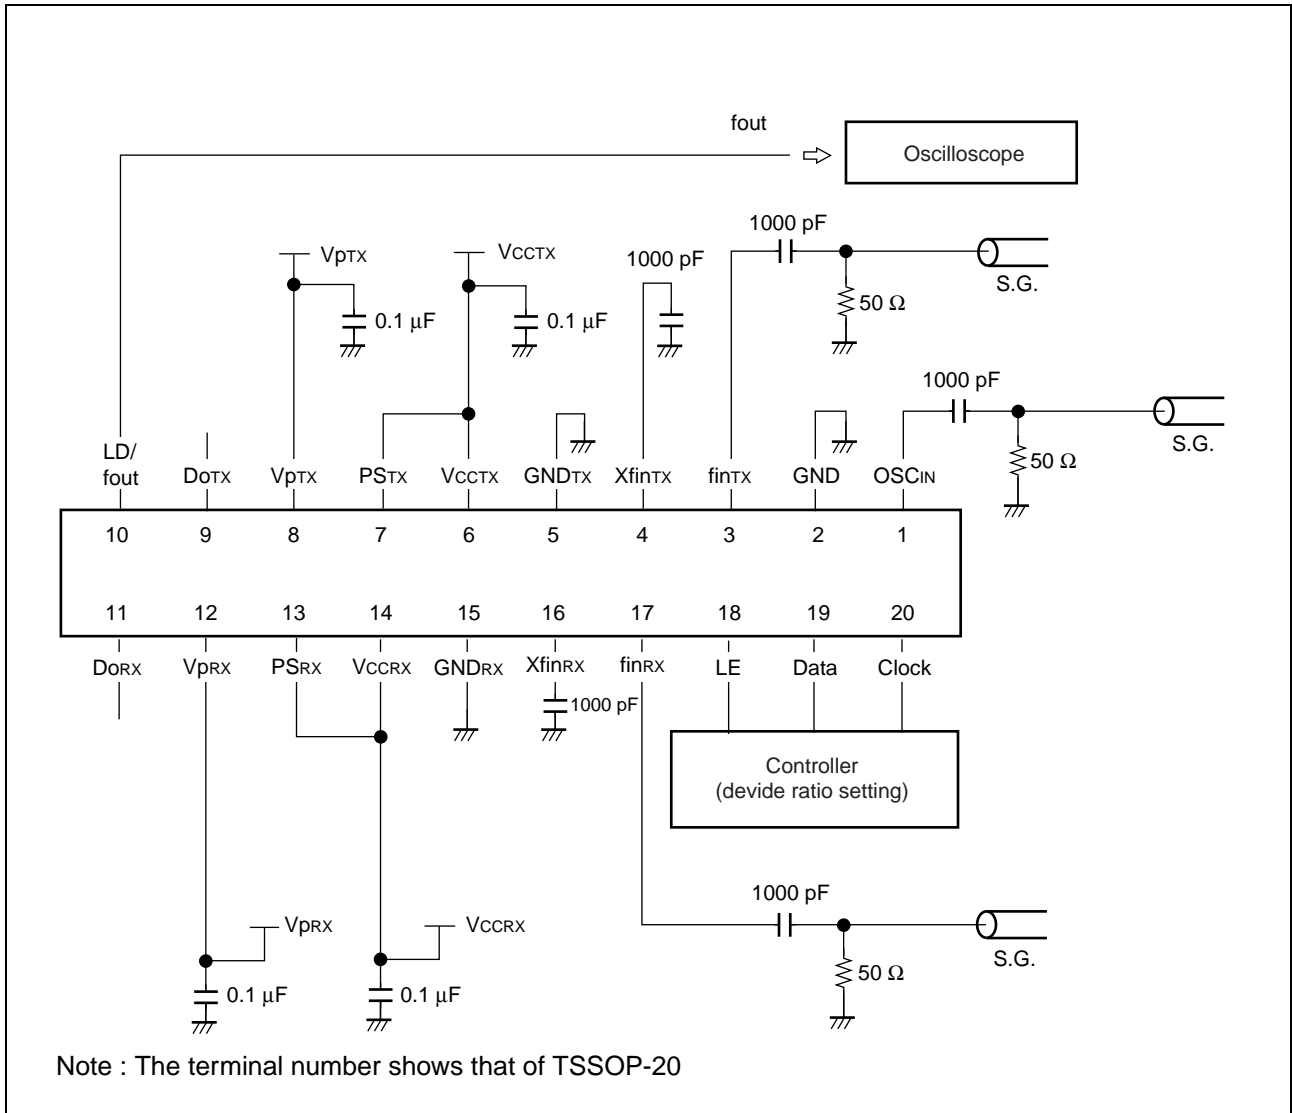 fout
Oscilloscope
1000 pF
VpTX
VCCTX
1000 pF
S.G.
50 Ω
0.1 μF
0.1 μF
1000 pF
S.G.
50 Ω
LD/
fout
DoTX
VpTX
PSTX
VCCTX
GNDTX
XfinTX
finTX
GND
OSCIN
10 9 8 7 6 5 4 3 2 1
11 12 13 14 15 16 17 18 19 20
DoRX
VpRX
PSRX
VCCRX
GNDRX
XfinRX
finRX
LE
Data
Clock
1000 pF
Controller
(devide ratio setting)
1000 pF
VpRX
VCCRX
S.G.
50 Ω
0.1 μF
0.1 μF
Note : The terminal number shows that of TSSOP-20